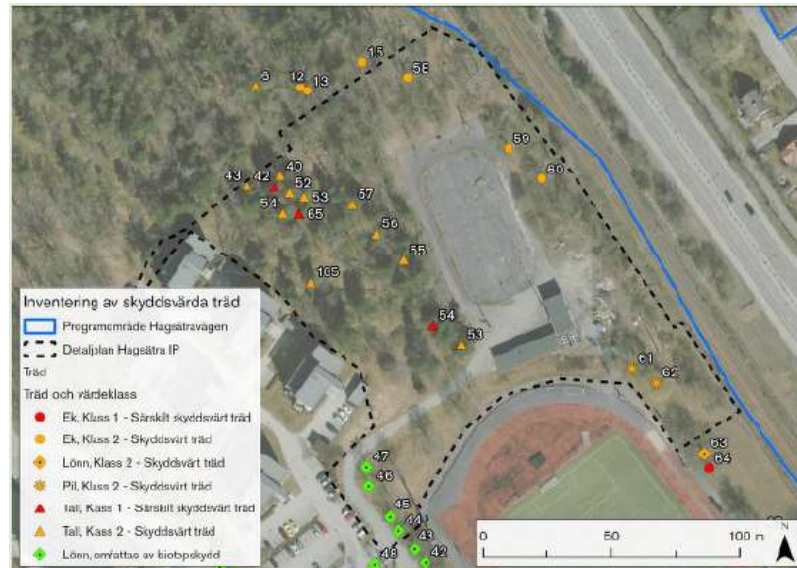 6 12 13 15 58
59
60
43 42 40
52
53
54 65
57
56
55
105
54
53
61
62
63
64
47
46
45
44
43
42
48
Inventering av skyddsvärda träd
Programområde Hagsätravägen
Detaljplan Hagsätra IP
Träd
Träd och värdeklass
Ek, Klass 1 - Särskilt skyddsvärt träd
Ek, Klass 2 - Skyddsvärt träd
Lönn, Klass 2 - Skyddsvärt träd
Pil, Klass 2 - Skyddsvärt träd
Tall, Klass 1 - Särskilt skyddsvärt träd
Tall, Klass 2 - Skyddsvärt träd
Lönn, omfattas av biotopskydd
0 50 100 m
N